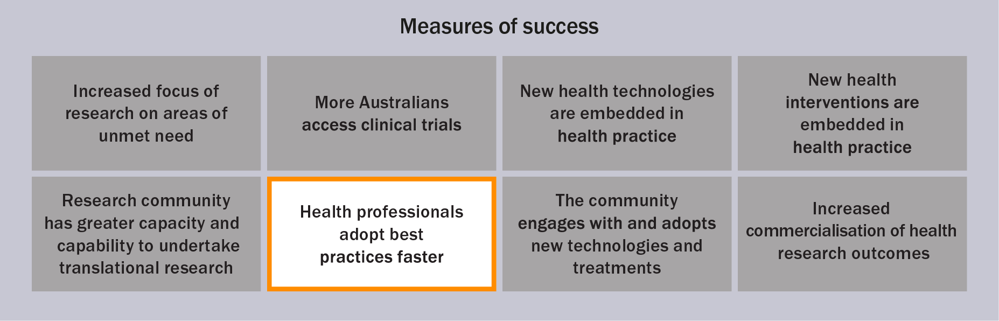 Measures of success
Increased focus of
research on areas of
unmet need
More Australians
access clinical trials
New health technologies
are embedded in
health practice
New health
interventions are
embedded in
health practice
Research community
has greater capacity and
capability to undertake
translational research
Health professionals
adopt best
practices faster
The community
engages with and adopts
new technologies and
treatments
Increased
commercialisation of health
research outcomes